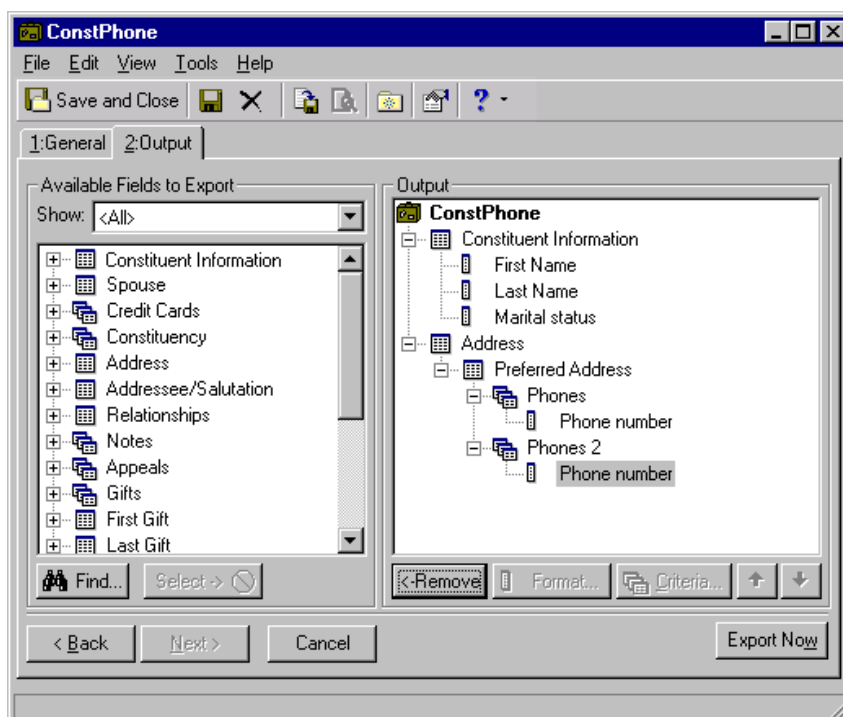 ConstPhone
File Edit View Tools Help
Save and Close ? 
1:General 2:Output
Available Fields to Export
Show: <All>
Constituent Information
Spouse
Credit Cards
Constituency
Address
Addressee/Salutation
Relationships
Notes
Appeals
Gifts
First Gift
Last Gift
Find... Select ->
Output
ConstPhone
Constituent Information
First Name
Last Name
Marital status
Address
Preferred Address
Phones
Phone number
Phones 2
Phone number
<-Remove Format... Criteria...
< Back Next > Cancel Export Now